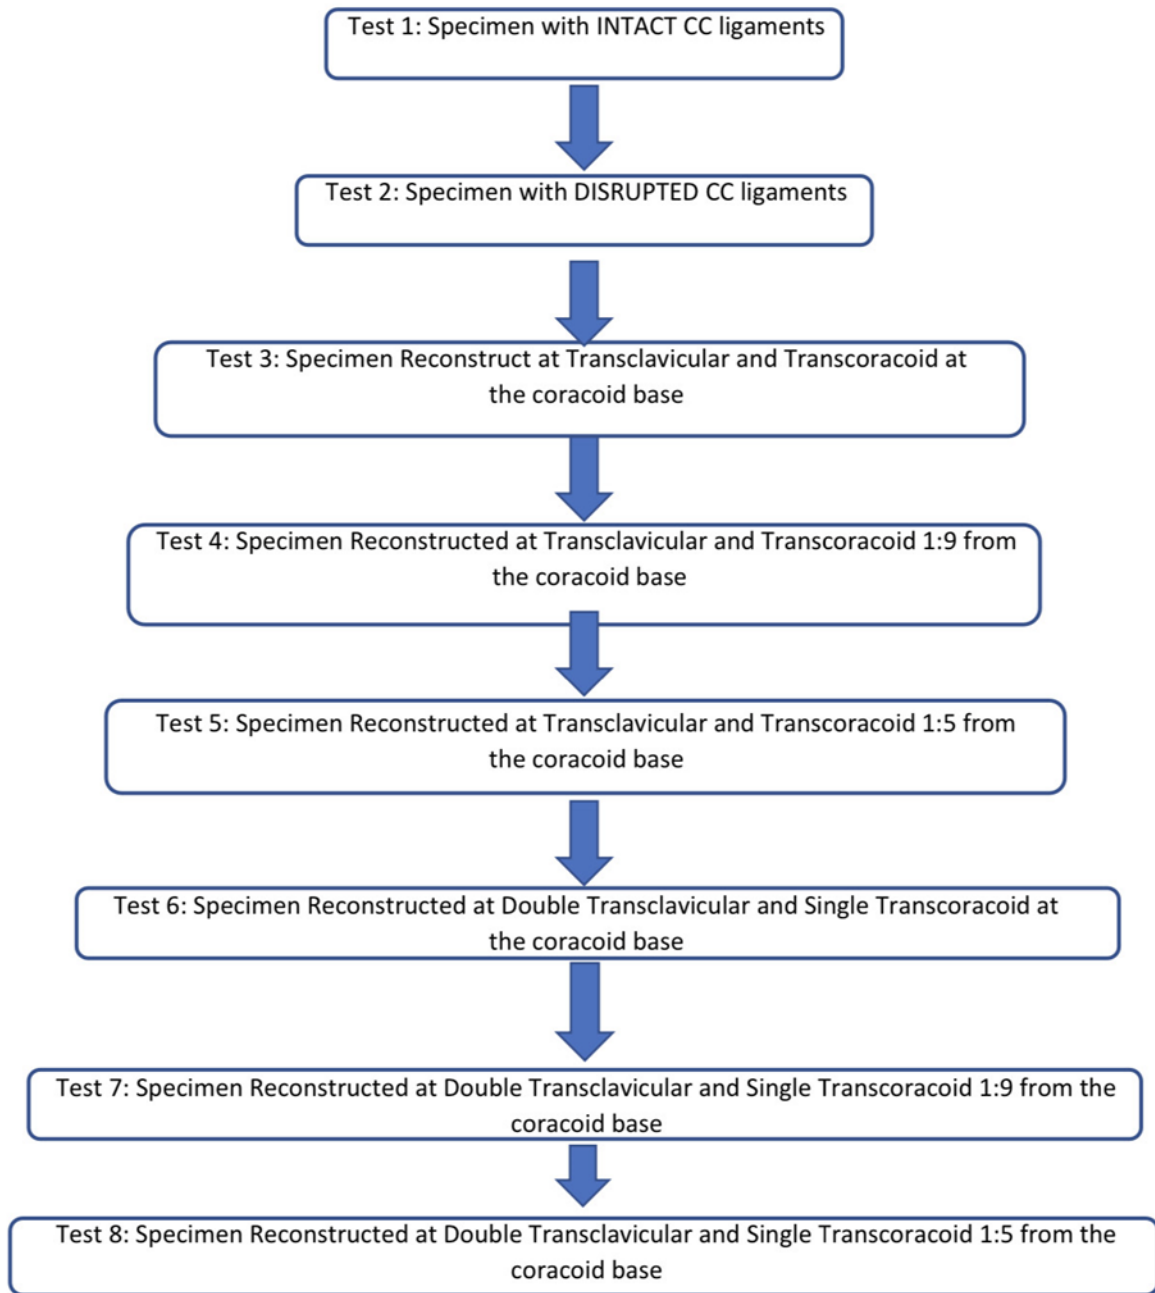 Test 1: Specimen with INTACT CC ligaments
Test 2: Specimen with DISRUPTED CC ligaments
Test 3: Specimen Reconstruct at Transclavicular and Transcoracoid at
the coracoid base
Test 4: Specimen Reconstructed at Transclavicular and Transcoracoid 1:9 from
the coracoid base
Test 5: Specimen Reconstructed at Transclavicular and Transcoracoid 1:5 from
the coracoid base
Test 6: Specimen Reconstructed at Double Transclavicular and Single Transcoracoid at
the coracoid base
Test 7: Specimen Reconstructed at Double Transclavicular and Single Transcoracoid 1:9 from the
coracoid base
Test 8: Specimen Reconstructed at Double Transclavicular and Single Transcoracoid 1:5 from the
coracoid base